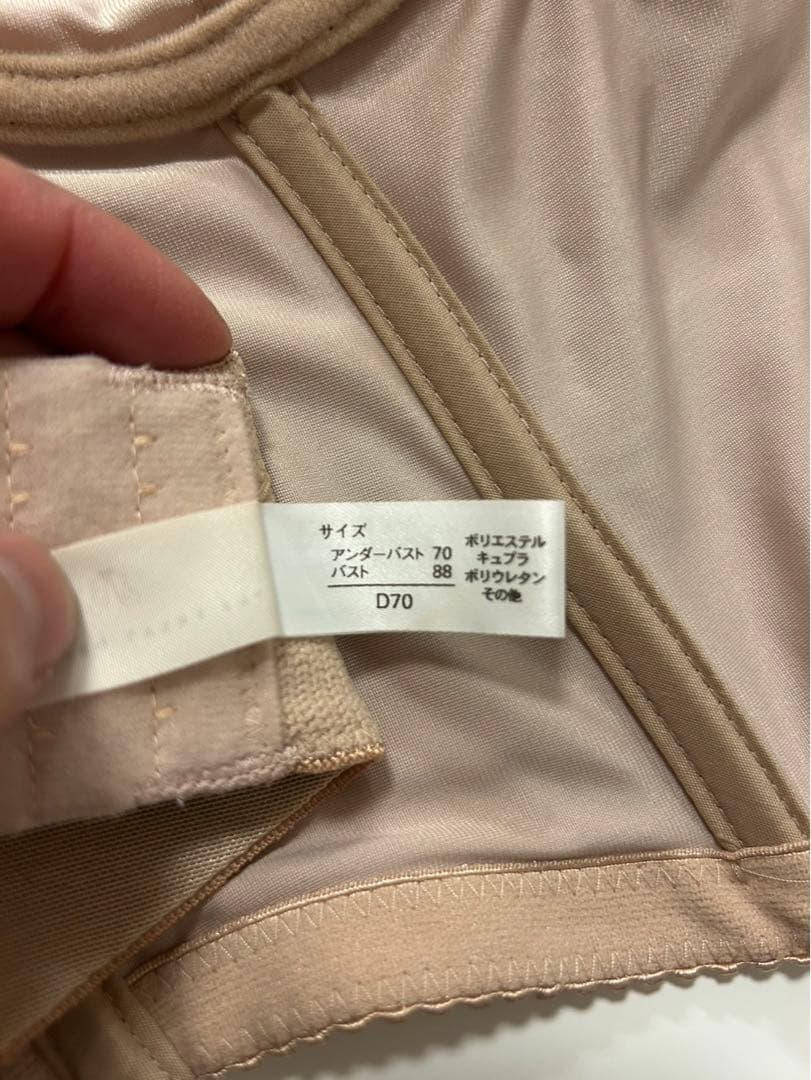 サイズ
アンダーバスト 70
バスト 88
D70
ポリエステル
キュプラ
ポリウレタン
その他